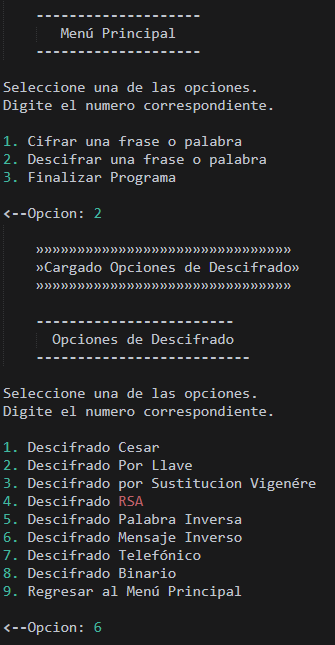 --------------------
Menú Principal
--------------------
Seleccione una de las opciones.
Digite el numero correspondiente.
1. Cifrar una frase o palabra
2. Descifrar una frase o palabra
3. Finalizar Programa
<--Opcion: 2
»»»»»»»»»»»»»»»»»»»»»»»»»»»»»»»
»Cargado Opciones de Descifrado»
»»»»»»»»»»»»»»»»»»»»»»»»»»»»»»»
------------------------
Opciones de Descifrado
--------------------------
Seleccione una de las opciones.
Digite el numero correspondiente.
1. Descifrado Cesar
2. Descifrado Por Llave
3. Descifrado por Sustitucion Vigenére
4. Descifrado RSA
5. Descifrado Palabra Inversa
6. Descifrado Mensaje Inverso
7. Descifrado Telefónico
8. Descifrado Binario
9. Regresar al Menú Principal
<--Opcion: 6